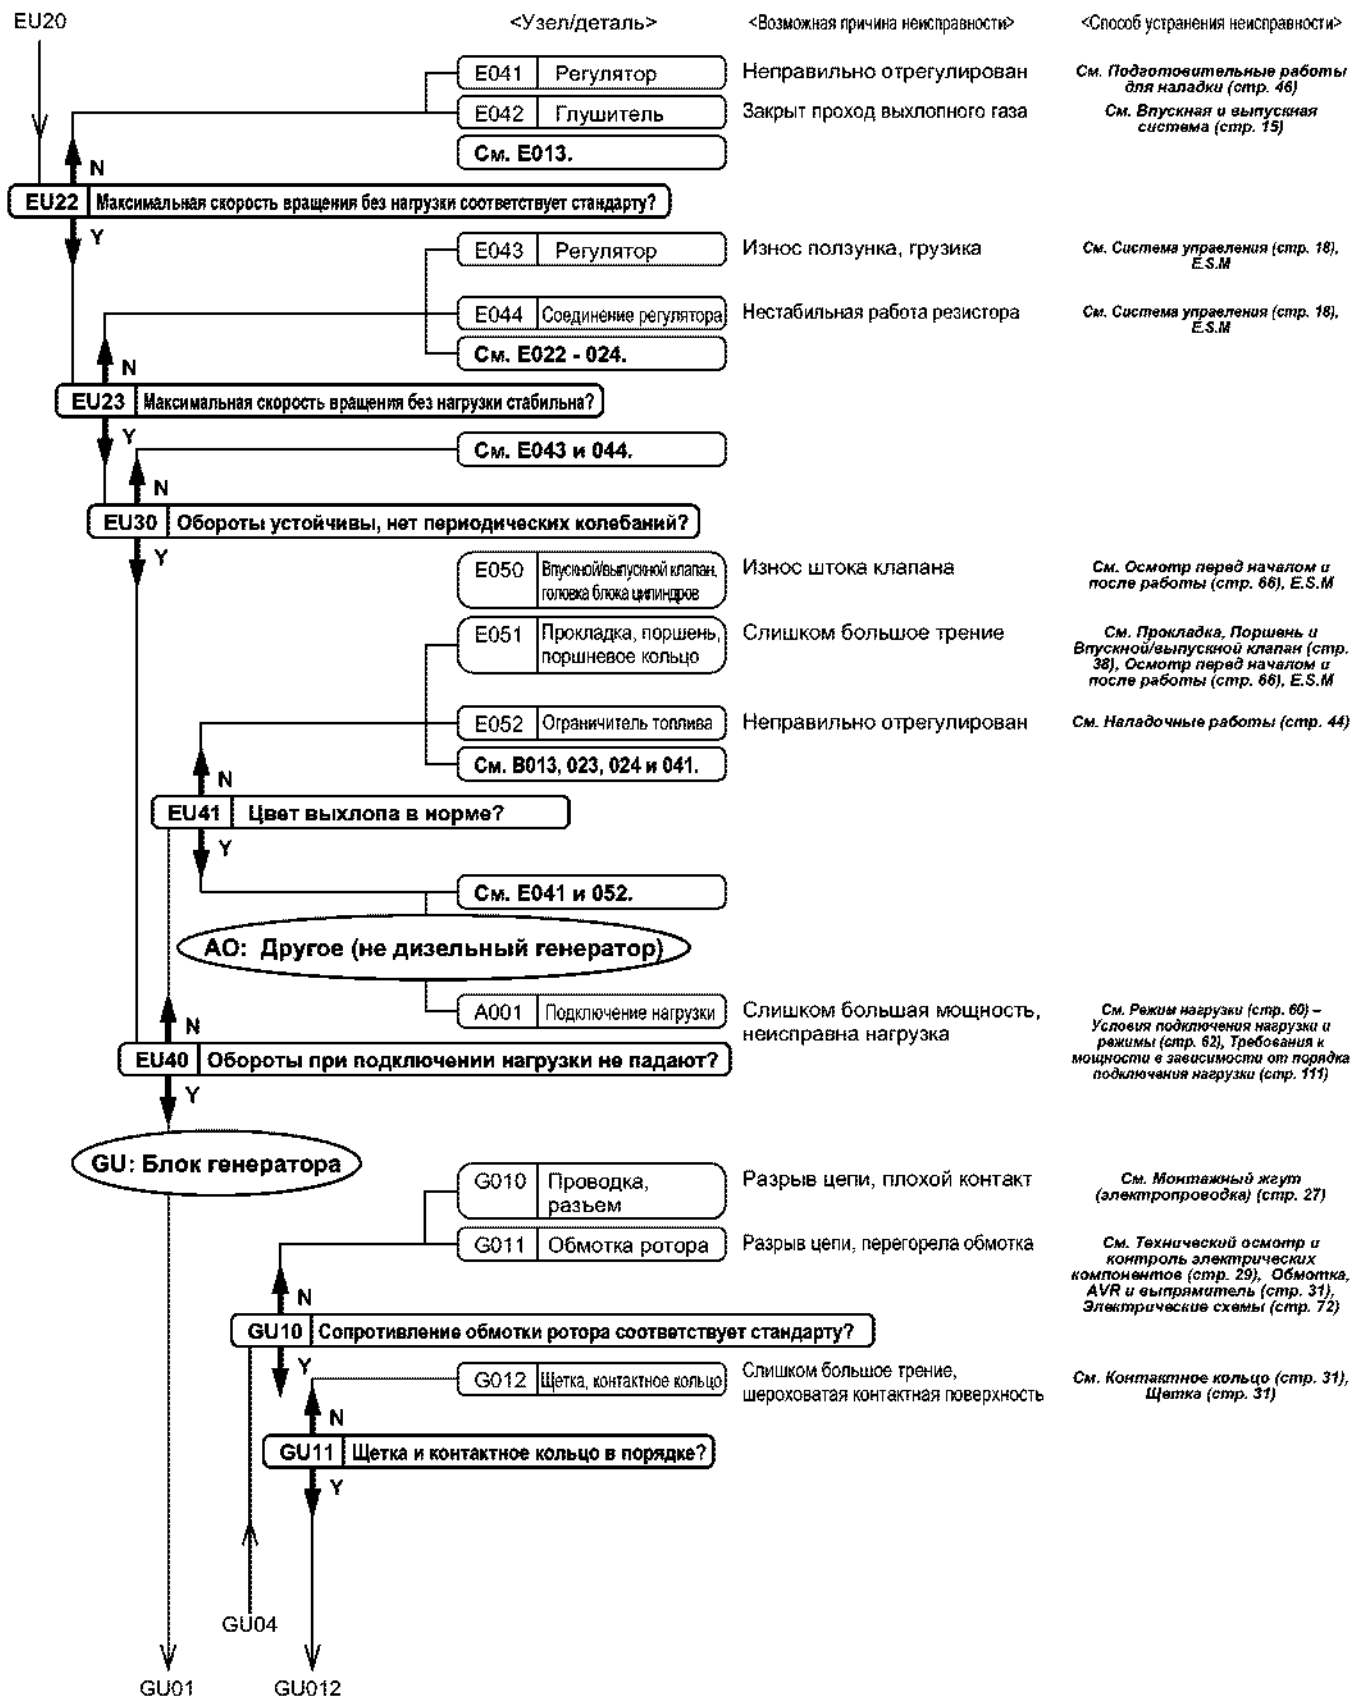 EU20
<Узел/деталь>
<Возможная причина неисправности>
<Способ устранения неисправности>
E041 Регулятор
Неправильно отрегулирован
См. Подготовительные работы
для наладки (стр. 46)
E042 Глушитель
Закрыт проход выхлопного газа
См. Впускная и выпускная
система (стр. 15)
См. E013.
N
EU22 Максимальная скорость вращения без нагрузки соответствует стандарту?
Y
E043 Регулятор
Износ ползунка, грузика
См. Система управления (стр. 18),
E.S.M
E044 Соединение регулятора
Нестабильная работа резистора
См. Система управления (стр. 18),
E.S.M
См. E022 - 024.
N
EU23 Максимальная скорость вращения без нагрузки стабильна?
Y
См. E043 и 044.
N
EU30 Обороты устойчивы, нет периодических колебаний?
Y
E050 Впускной/выпускной клапан,
головка блока цилиндров
Износ штока клапана
См. Осмотр перед началом и
после работы (стр. 66), E.S.M
E051 Прокладка, поршень,
поршневое кольцо
Слишком большое трение
См. Прокладка, Поршень и
Впускной/выпускной клапан (стр.
38), Осмотр перед началом и
после работы (стр. 66), E.S.M
E052 Ограничитель топлива
Неправильно отрегулирован
См. Наладочные работы (стр. 44)
См. B013, 023, 024 и 041.
N
EU41 Цвет выхлопа в норме?
Y
См. E041 и 052.
AO: Другое (не дизельный генератор)
A001 Подключение нагрузки
Слишком большая мощность,
неисправна нагрузка
См. Режим нагрузки (стр. 60) –
Условия подключения нагрузки и
режимы (стр. 62), Требования к
мощности в зависимости от порядка
подключения нагрузки (стр. 111)
N
EU40 Обороты при подключении нагрузки не падают?
Y
GU: Блок генератора
G010 Проводка,
разъем
Разрыв цепи, плохой контакт
См. Монтажный жгут
(электропроводка) (стр. 27)
G011 Обмотка ротора
Разрыв цепи, перегорела обмотка
См. Технический осмотр и
контроль электрических
компонентов (стр. 29), Обмотка,
AVR и выпрямитель (стр. 31),
Электрические схемы (стр. 72)
N
GU10 Сопротивление обмотки ротора соответствует стандарту?
Y
G012 Щетка, контактное кольцо
Слишком большое трение,
шероховатая контактная поверхность
См. Контактное кольцо (стр. 31),
Щетка (стр. 31)
N
GU11 Щетка и контактное кольцо в порядке?
Y
GU04
GU01
GU012